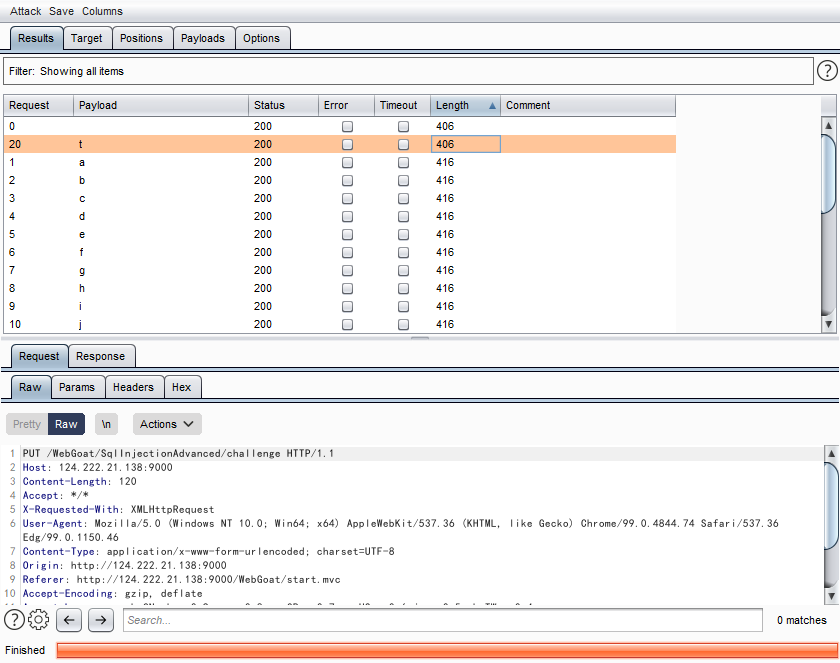 Attack Save Columns
Results Target Positions Payloads Options
Filter: Showing all items ?
Request Payload Status Error Timeout Length Comment
0 200 406
20 t 200 406
1 a 200 416
2 b 200 416
3 c 200 416
4 d 200 416
5 e 200 416
6 f 200 416
7 g 200 416
8 h 200 416
9 i 200 416
10 j 200 416
Request Response
Raw Params Headers Hex
Pretty Raw \n Actions
1 PUT /WebGoat/SqlInjectionAdvanced/challenge HTTP/1.1
2 Host: 124.222.21.138:9000
3 Content-Length: 120
4 Accept: */*
5 X-Requested-With: XMLHttpRequest
6 User-Agent: Mozilla/5.0 (Windows NT 10.0; Win64; x64) AppleWebKit/537.36 (KHTML, like Gecko) Chrome/99.0.4844.74 Safari/537.36
Edg/99.0.1150.46
7 Content-Type: application/x-www-form-urlencoded; charset=UTF-8
8 Origin: http://124.222.21.138:9000
9 Referer: http://124.222.21.138:9000/WebGoat/start.mvc
10 Accept-Encoding: gzip, deflate
? Search... 0 matches
Finished